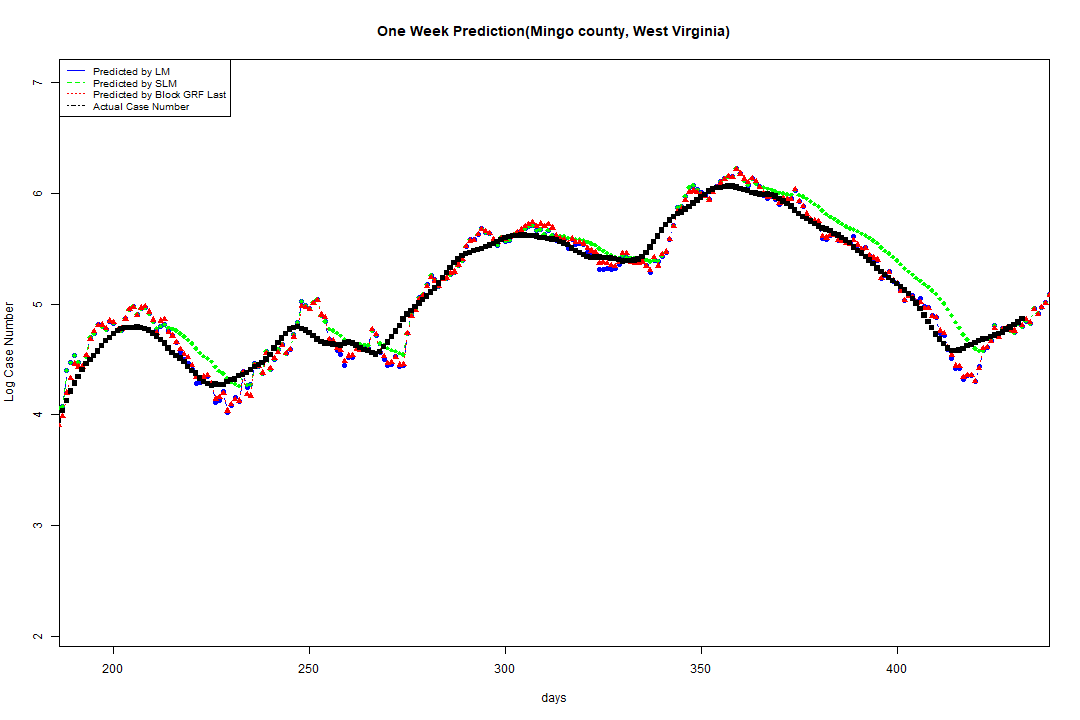 One Week Prediction(Mingo county, West Virginia)
Predicted by LM
Predicted by SLM
Predicted by Block GRF Last
Actual Case Number
7
6
5
4
3
2
Log Case Number
200 250 300 350 400
days